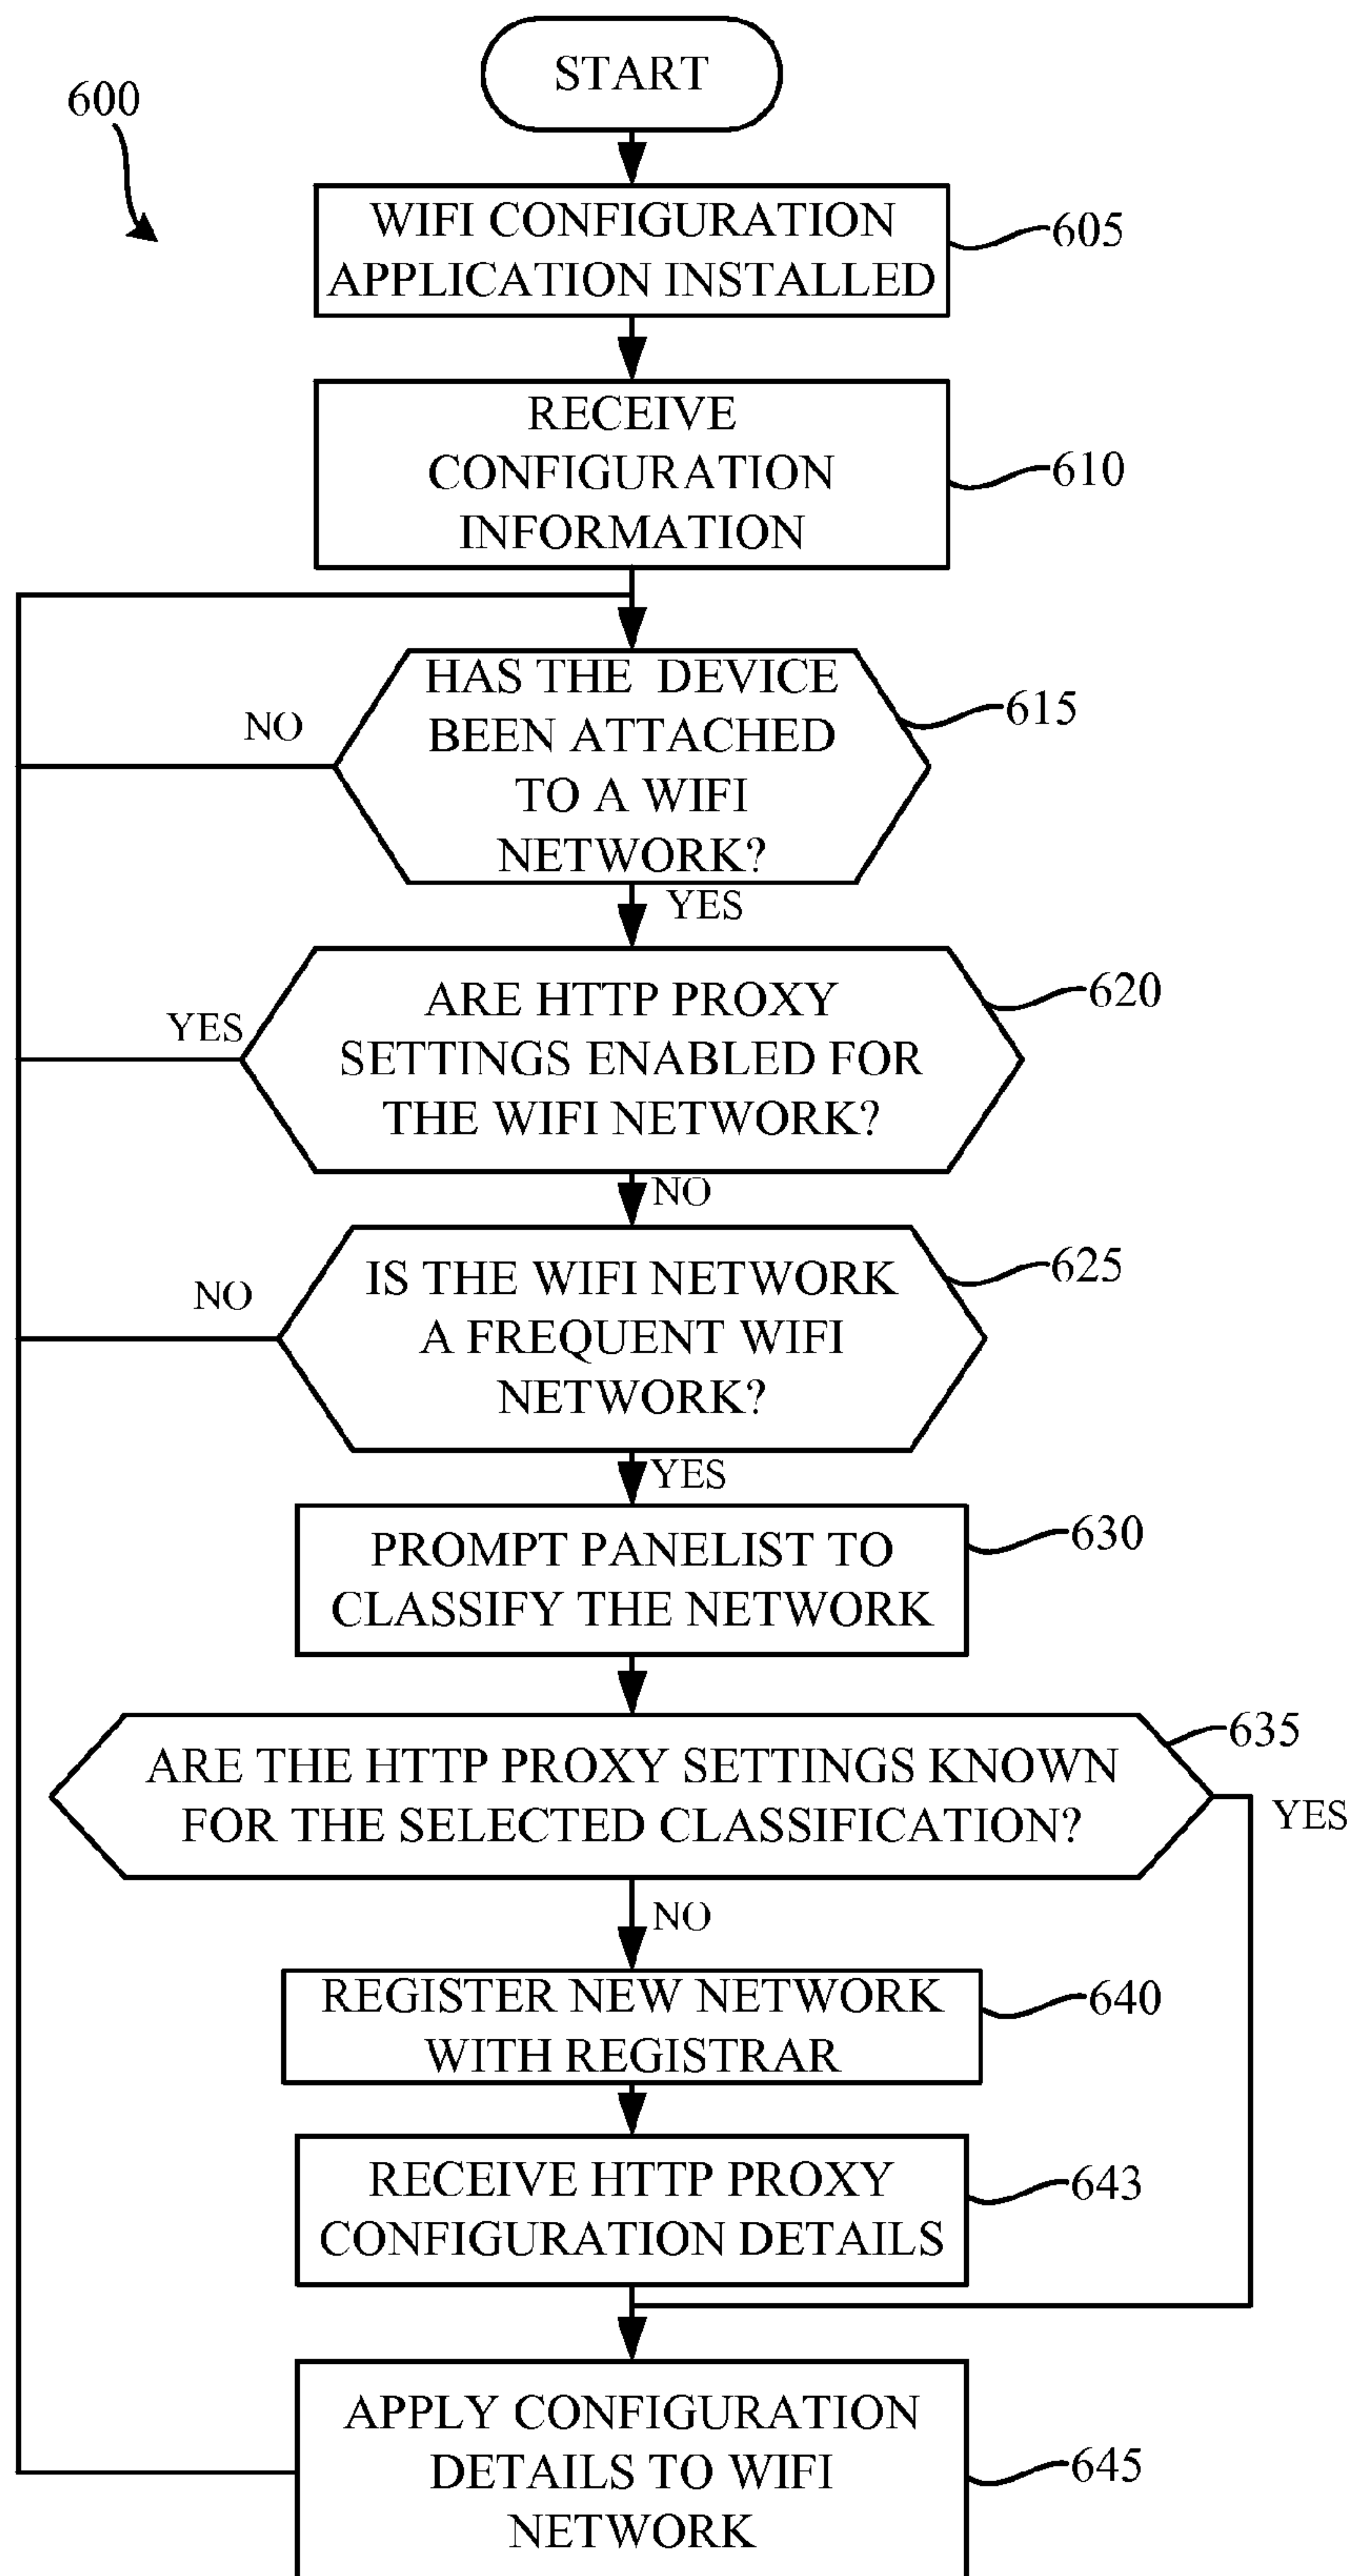 START
600
WIFI CONFIGURATION
APPLICATION INSTALLED
605
RECEIVE
CONFIGURATION
INFORMATION
610
HAS THE DEVICE
BEEN ATTACHED
TO A WIFI
NETWORK?
615
NO
YES
ARE HTTP PROXY
SETTINGS ENABLED FOR
THE WIFI NETWORK?
620
YES
NO
IS THE WIFI NETWORK
A FREQUENT WIFI
NETWORK?
625
NO
YES
PROMPT PANELIST TO
CLASSIFY THE NETWORK
630
ARE THE HTTP PROXY SETTINGS KNOWN
FOR THE SELECTED CLASSIFICATION?
635
YES
NO
REGISTER NEW NETWORK
WITH REGISTRAR
640
RECEIVE HTTP PROXY
CONFIGURATION DETAILS
643
APPLY CONFIGURATION
DETAILS TO WIFI
NETWORK
645